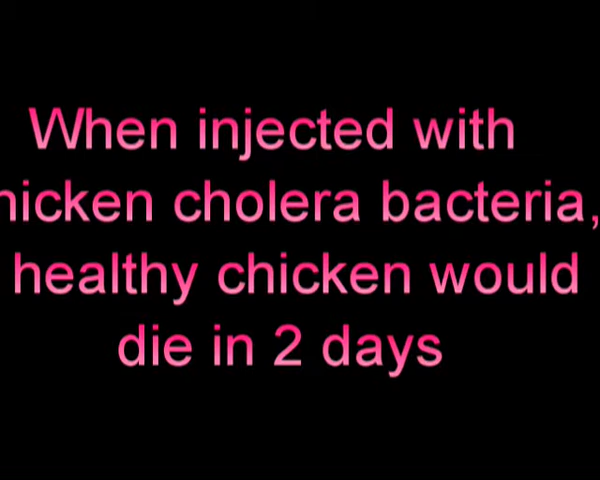 When injected with
hicken cholera bacteria,
healthy chicken would
die in 2 days